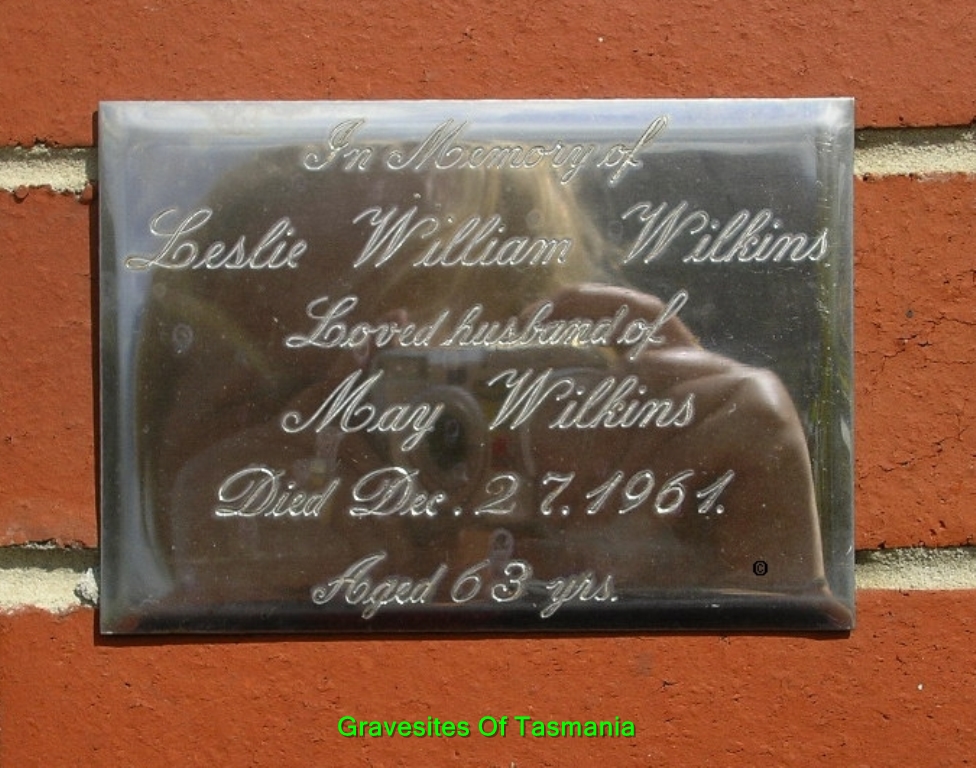 In Memory of
Leslie William Wilkins
Loved husband of
May Wilkins
Died Dec. 27. 1961.
Aged 63 yrs.
©
Gravesites Of Tasmania